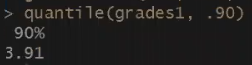 > quantile(grades1, .90)
 90%
3.91